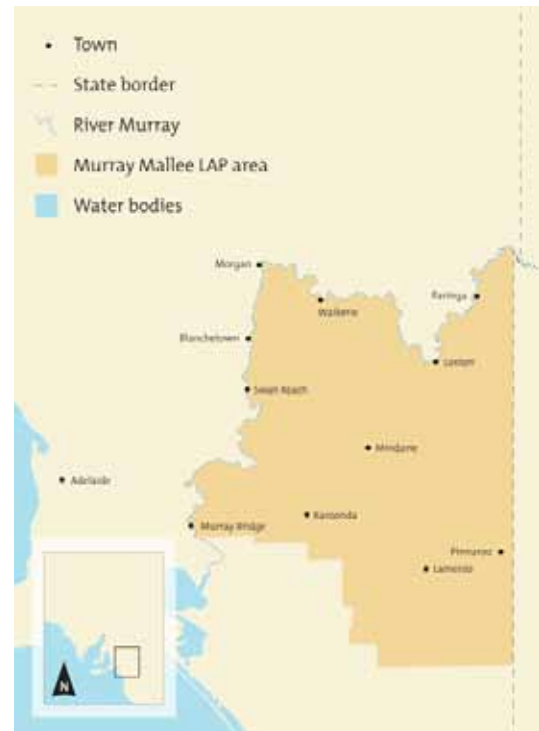 Town
State border
River Murray
Murray Mallee LAP area
Water bodies
Morgan
Waikerie
Paringa
Blanchetown
Loxton
Swan Reach
Mindarie
Adelaide
Karoonda
Murray Bridge
Pinnaroo
Lameroo
N